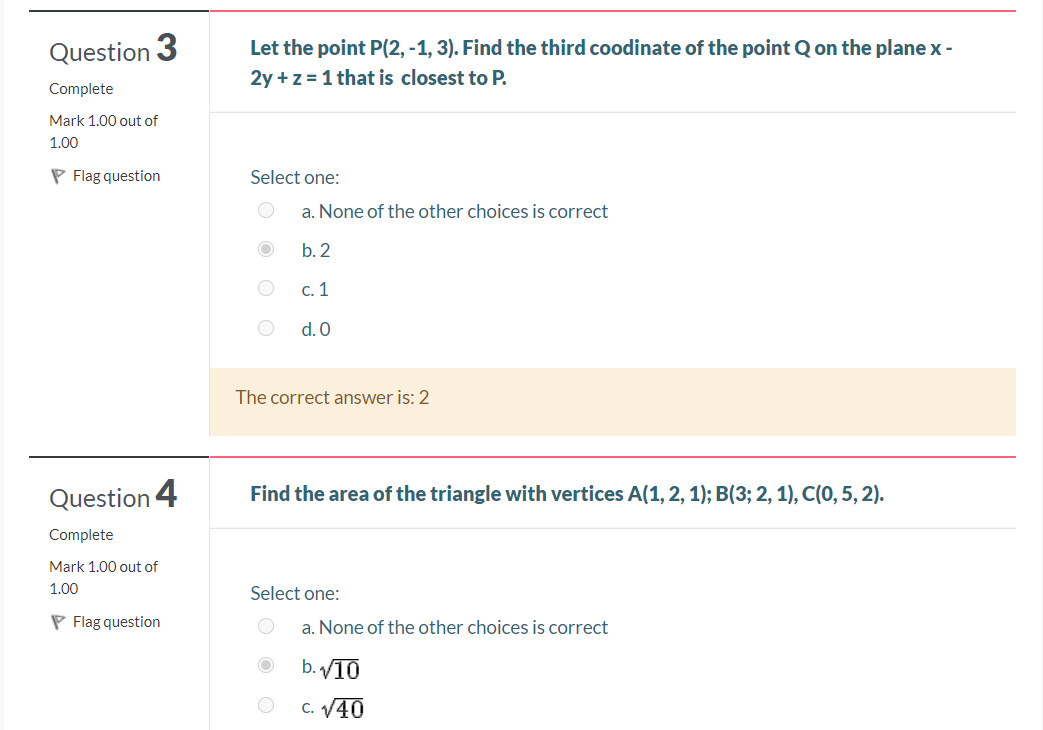 Question 3
Complete
Mark 1.00 out of
1.00
Flag question
Let the point P(2, -1, 3). Find the third coodinate of the point Q on the plane x -
2y + z = 1 that is closest to P.
Select one:
a. None of the other choices is correct
b. 2
c. 1
d. 0
The correct answer is: 2
Question 4
Complete
Mark 1.00 out of
1.00
Flag question
Find the area of the triangle with vertices A(1, 2, 1); B(3; 2, 1), C(0, 5, 2).
Select one:
a. None of the other choices is correct
b. √10
c. √40